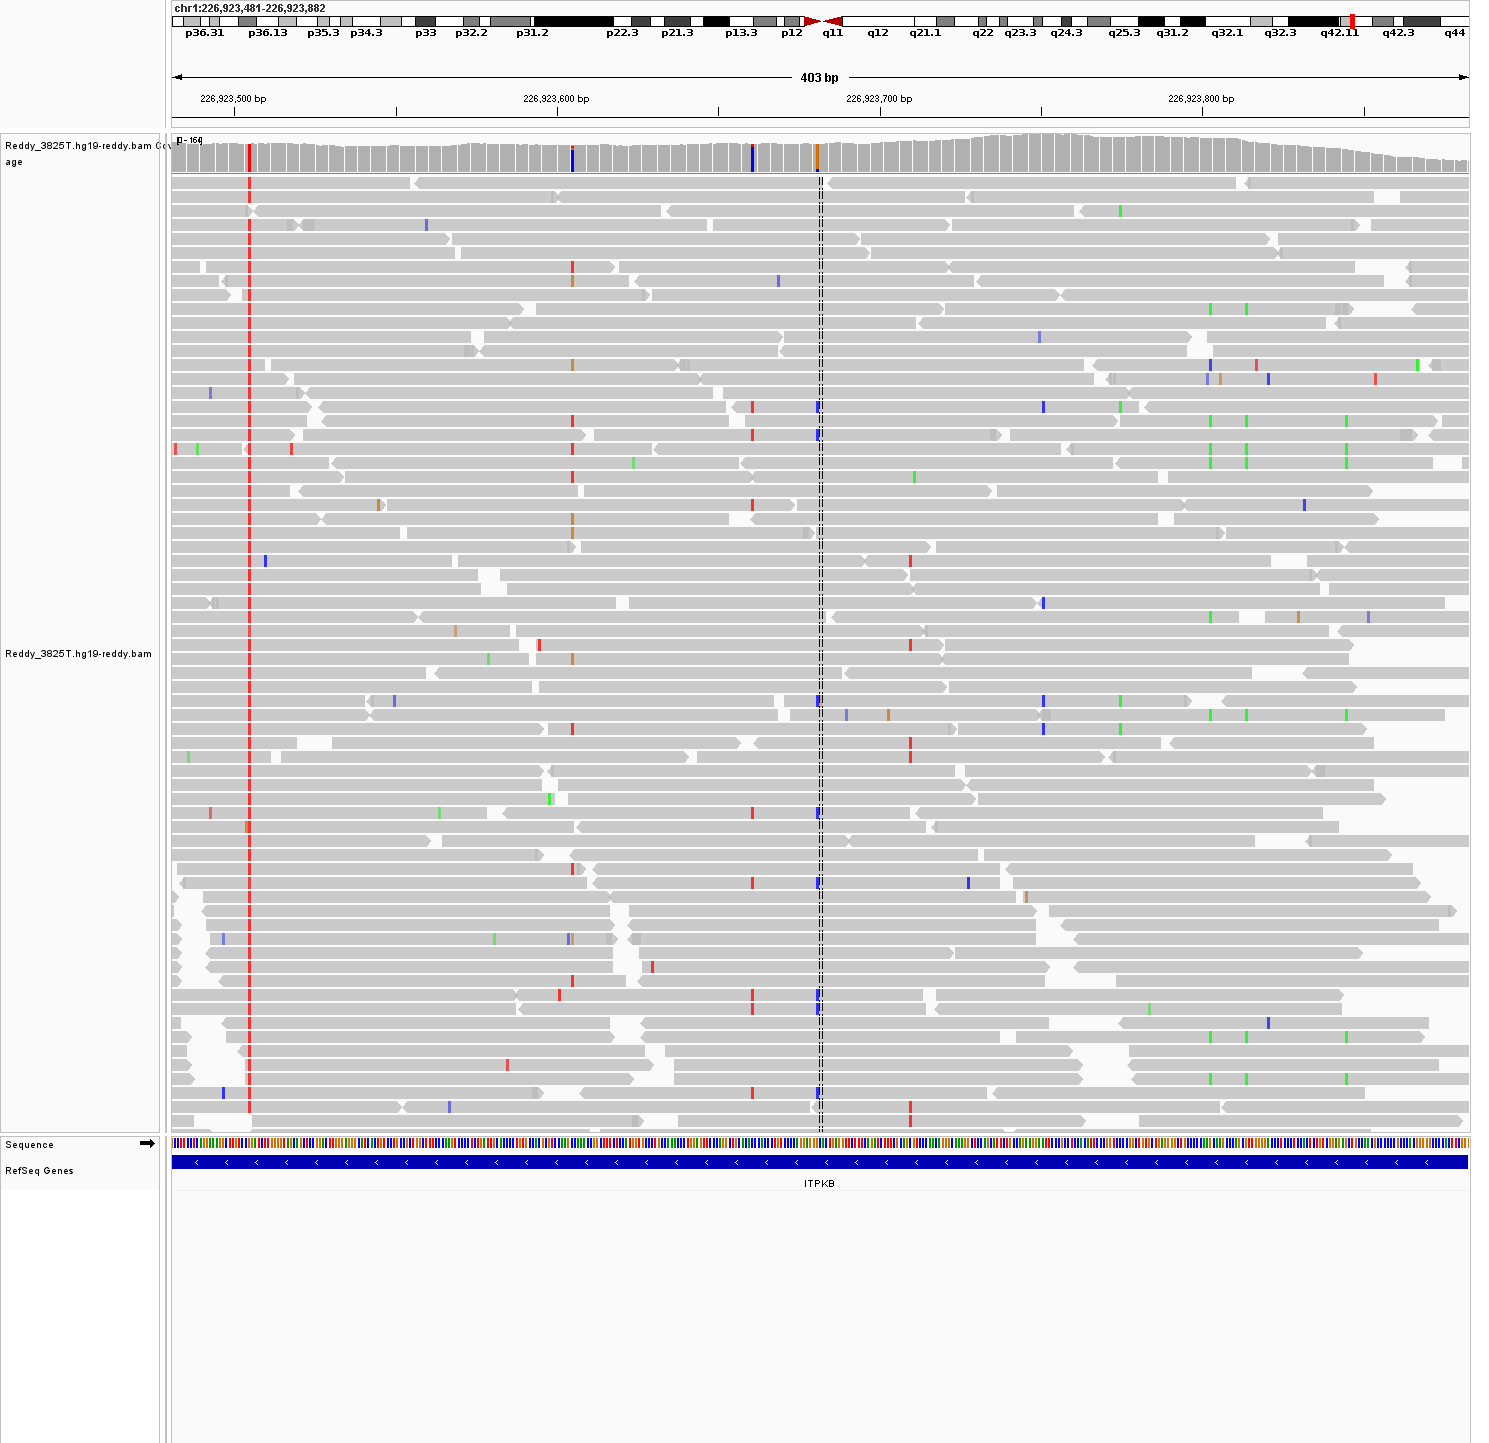 chr1:226,923,481-226,923,882
p36.31 p36.13 p35.3 p34.3 p33 p32.2 p31.2 p22.3 p21.3 p13.3 p12 q11 q12 q21.1 q22 q23.3 q24.3 q25.3 q31.2 q32.1 q32.3 q42.11 q42.3 q44
403 bp
226,923,500 bp 226,923,600 bp 226,923,700 bp 226,923,800 bp
Reddy_3825T.hg19-reddy.bam Cov
age
Reddy_3825T.hg19-reddy.bam
Sequence
RefSeq Genes
ITPKB